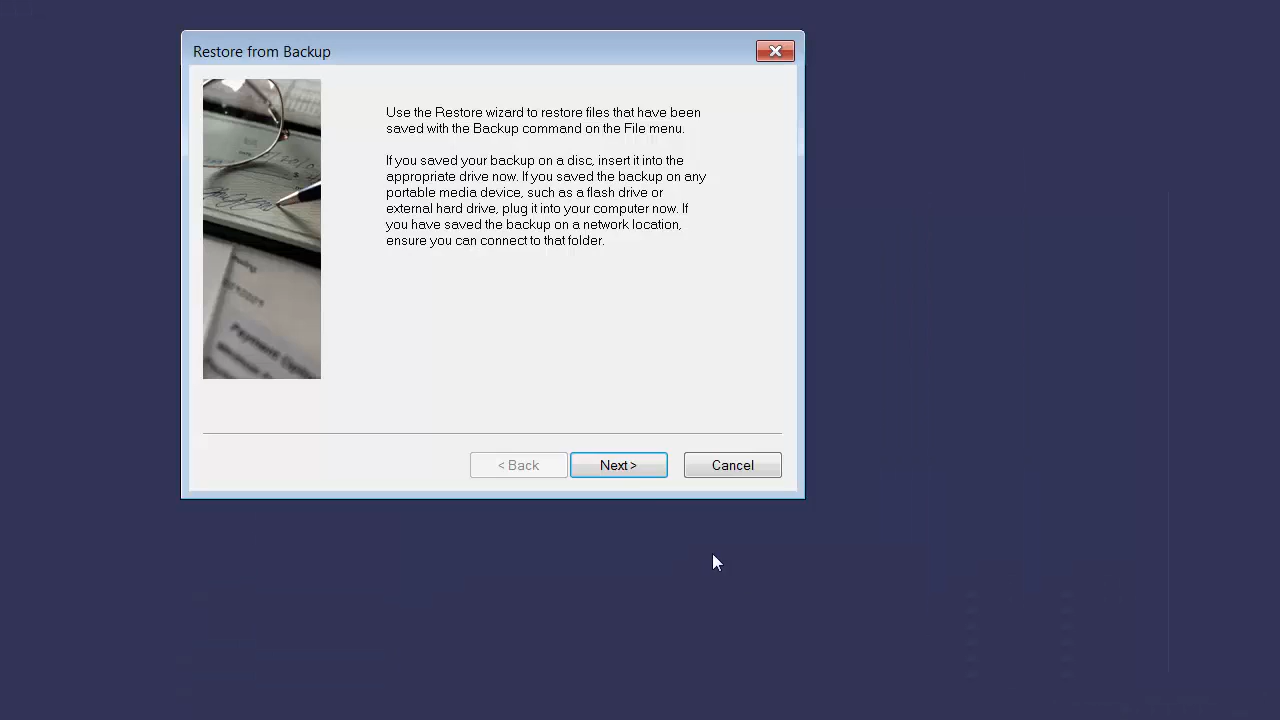 Restore from Backup
Use the Restore wizard to restore files that have been
saved with the Backup command on the File menu.
If you saved your backup on a disc, insert it into the
appropriate drive now. If you saved the backup on any
portable media device, such as a flash drive or
external hard drive, plug it into your computer now. If
you have saved the backup on a network location,
ensure you can connect to that folder.
Payment Optio
< Back
Next >
Cancel